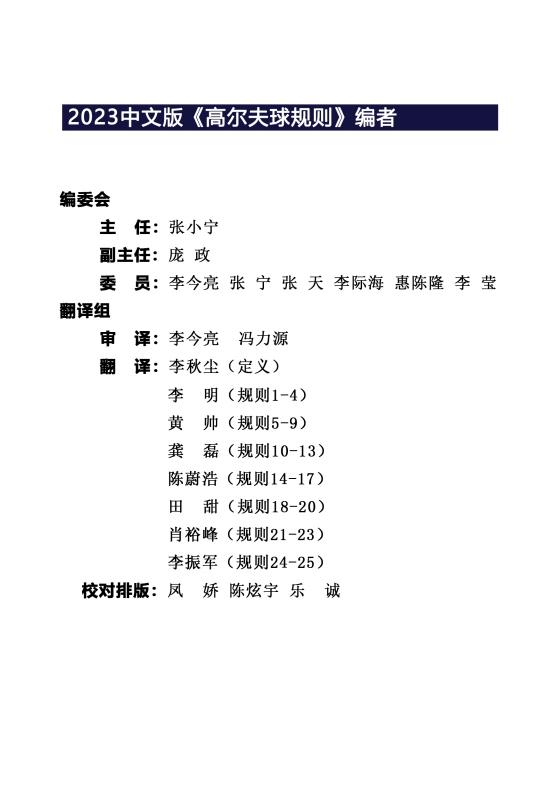 2023中文版《高尔夫球规则》编者
编委会
主　任：张小宁
副主任：庞 政
委　员：李今亮 张　宁 张　天 李际海 惠陈隆 李　莹
翻译组
审　译：李今亮　冯力源
翻　译：李秋尘（定义）
李　明（规则1-4）
黄　帅（规则5-9）
龚　磊（规则10-13）
陈蔚浩（规则14-17）
田　甜（规则18-20）
肖裕峰（规则21-23）
李振军（规则24-25）
校对排版：凤　娇 陈炫宇 乐　诚